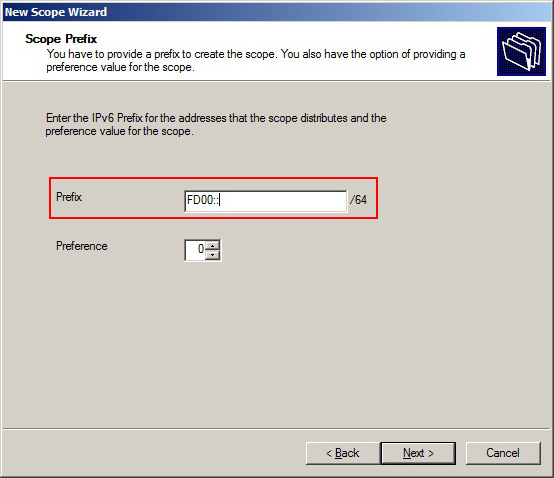 New Scope Wizard
Scope Prefix
You have to provide a prefix to create the scope. You also have the option of providing a
preference value for the scope.
Enter the IPv6 Prefix for the addresses that the scope distributes and the
preference value for the scope.
Prefix FD00:: /64
Preference 0
< Back Next > Cancel